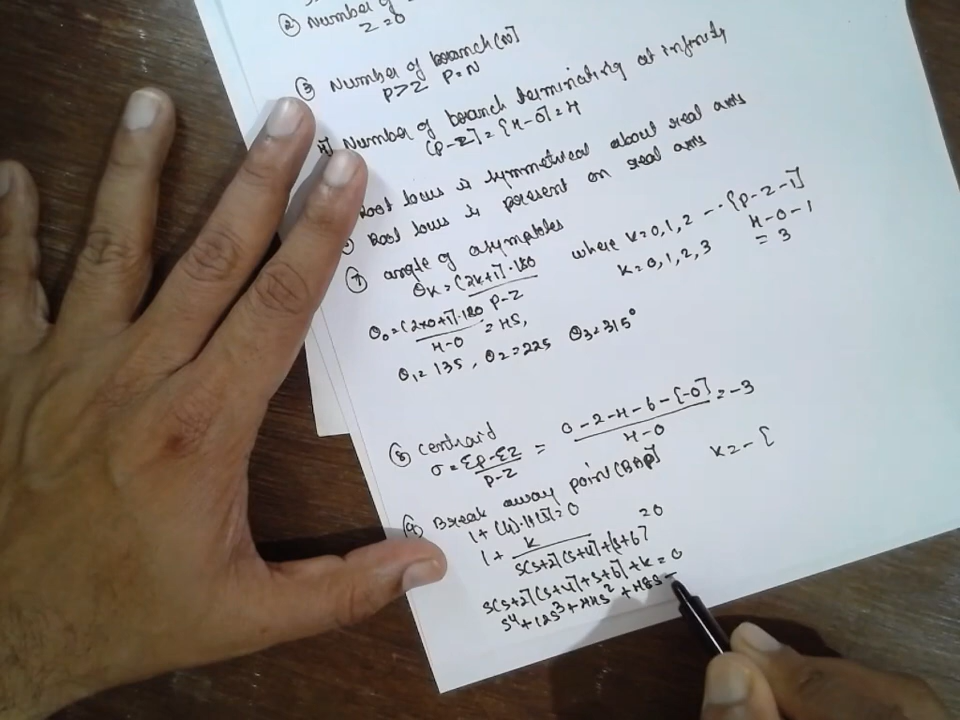 ② Number of
Z=0
③ Number of branch [N]
P>Z P=N
4] Number of branch terminating at infinity
[P-Z] = [4-0] = 4
Root locus is symmetrical about real axis
Root locus is present on real axis
⑦ angle of asymptotes
θK = (2K+1]·180 / P-Z where K=0,1,2 --·[P-Z-1]
K=0,1,2,3 4-0-1
= 3
θ0=(2x0+1]·180 / 4-0 = 45,
θ1= 135, θ2=225 θ3=315°
⑧ Centroid
σ = Σp-Σz / P-Z = 0-2-4-6-[-0] / 4-0 = -3
⑨ Break away point [BAP]
1+ G(s)·H(s)=0 K=-[
1+ K / s(s+2](s+4]+(s+6] =0
s(s+2](s+4]+s+6]+K=0
s⁴+12s³+44s²+48s